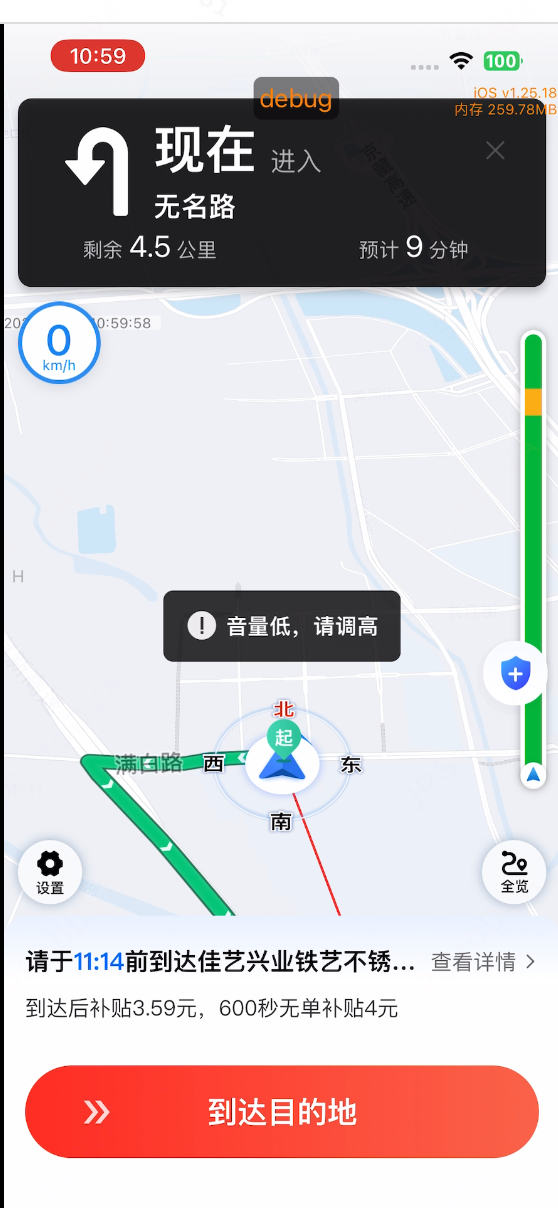 10:59
100
debug
iOS v1.25.18
内存 259.78MB
现在 进入
无名路
剩余 4.5 公里
预计 9 分钟
0:59:58
0
km/h
H
音量低，请调高
北
起
满白路
西
东
南
设置
全览
请于11:14前到达佳艺兴业铁艺不锈... 查看详情
到达后补贴3.59元，600秒无单补贴4元
到达目的地